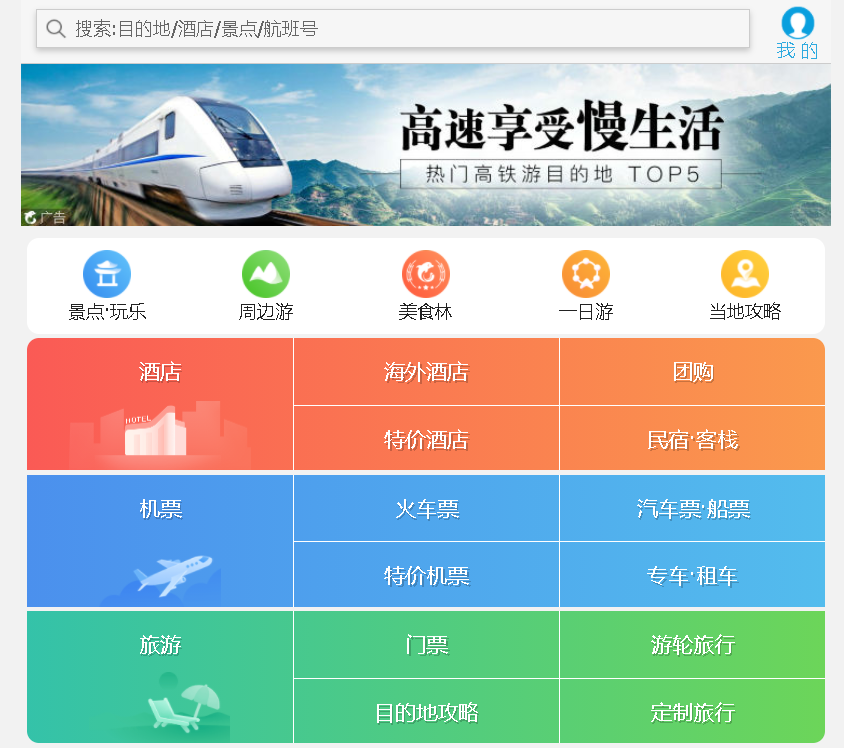 搜索:目的地/酒店/景点/航班号
我的
高速享受慢生活
热门高铁游目的地 TOP5
广告
景点·玩乐
周边游
美食林
一日游
当地攻略
酒店
海外酒店
团购
HOTEL
特价酒店
民宿·客栈
机票
火车票
汽车票·船票
特价机票
专车·租车
旅游
门票
游轮旅行
目的地攻略
定制旅行